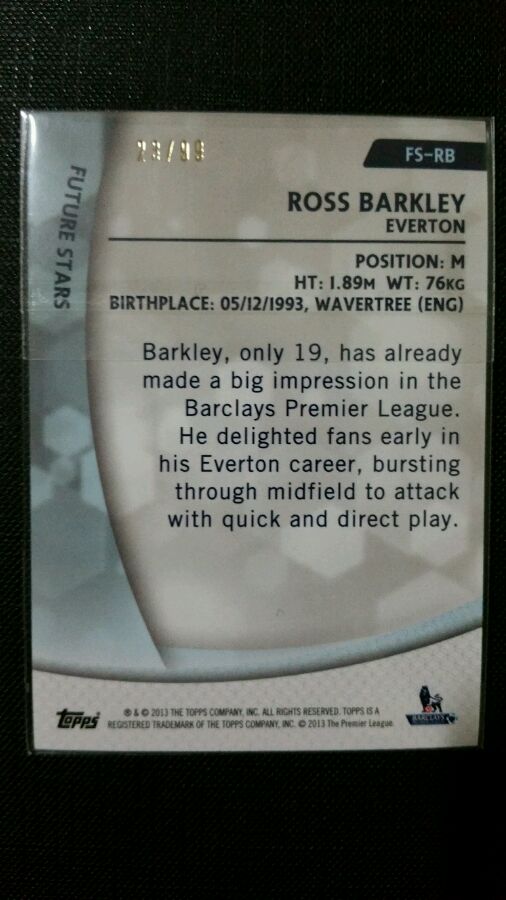 23/99
FS-RB
FUTURE STARS
ROSS BARKLEY
EVERTON
POSITION: M
HT: 1.89M WT: 76KG
BIRTHPLACE: 05/12/1993, WAVERTREE (ENG)
Barkley, only 19, has already
made a big impression in the
Barclays Premier League.
He delighted fans early in
his Everton career, bursting
through midfield to attack
with quick and direct play.
Topps
® & © 2013 THE TOPPS COMPANY, INC. ALL RIGHTS RESERVED. TOPPS IS A
REGISTERED TRADEMARK OF THE TOPPS COMPANY, INC. © 2013 The Premier League.
BARCLAYS